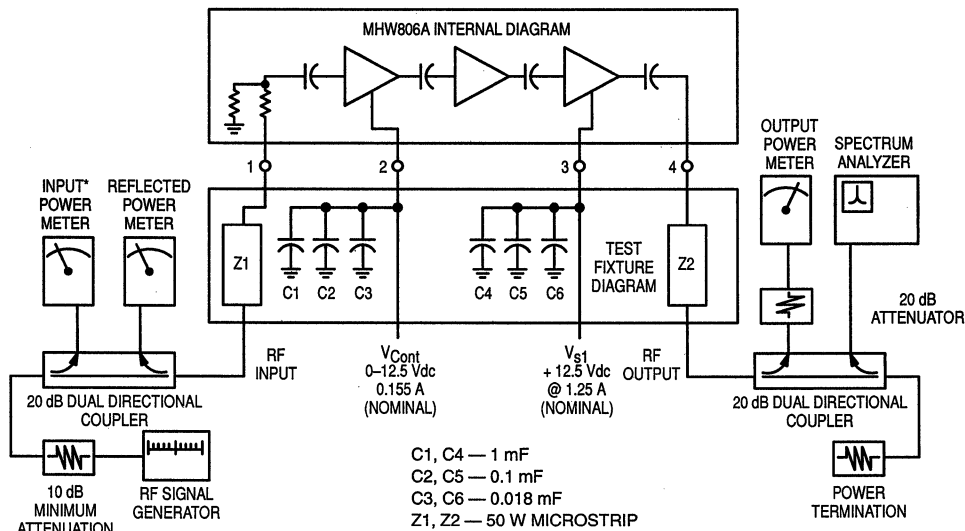 MHW806A INTERNAL DIAGRAM
1
2
3
4
INPUT*
POWER
METER
REFLECTED
POWER
METER
OUTPUT
POWER
METER
SPECTRUM
ANALYZER
Z1
C1
C2
C3
C4
C5
C6
TEST
FIXTURE
DIAGRAM
Z2
20 dB
ATTENUATOR
RF
INPUT
VCont
0–12.5 Vdc
0.155 A
(NOMINAL)
Vs1
+ 12.5 Vdc
@ 1.25 A
(NOMINAL)
RF
OUTPUT
20 dB DUAL DIRECTIONAL
COUPLER
20 dB DUAL DIRECTIONAL
COUPLER
10 dB
MINIMUM
ATTENUATION
RF SIGNAL
GENERATOR
C1, C4 — 1 mF
C2, C5 — 0.1 mF
C3, C6 — 0.018 mF
Z1, Z2 — 50 W MICROSTRIP
POWER
TERMINATION